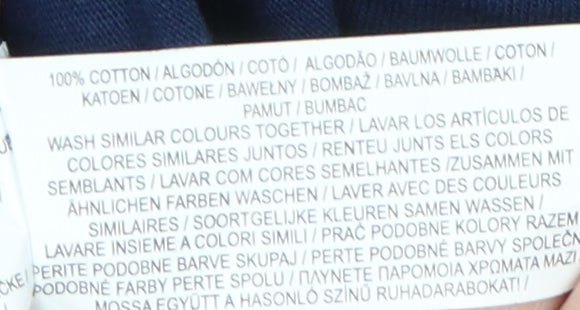 100% COTTON / ALGODÓN / COTÓ / ALGODÃO / BAUMWOLLE / COTON /
KATOEN / COTONE / BAWEŁNY / BOMBAŽ / BAVLNA / BAMBAKI /
PAMUT / BUMBAC
WASH SIMILAR COLOURS TOGETHER / LAVAR LOS ARTÍCULOS DE
COLORES SIMILARES JUNTOS / RENTEU JUNTS ELS COLORS
SEMBLANTS / LAVAR COM CORES SEMELHANTES /ZUSAMMEN MIT
ÄHNLICHEN FARBEN WASCHEN / LAVER AVEC DES COULEURS
SIMILAIRES / SOORTGELIJKE KLEUREN SAMEN WASSEN /
LAVARE INSIEME A COLORI SIMILI / PRAĆ PODOBNE KOLORY RAZEM
PERITE PODOBNE BARVE SKUPAJ / PERTE PODOBNÉ BARVY SPOLEČN
PODOBNÉ FARBY PERTE SPOLU / ΠΛΥΝΕΤΕ ΠΑΡΟΜΟΙΑ ΧΡΩΜΑΤΑ ΜΑΖΙ
MOSSA EGYÜTT A HASONLÓ SZÍNŰ RUHADARABOKAT! /